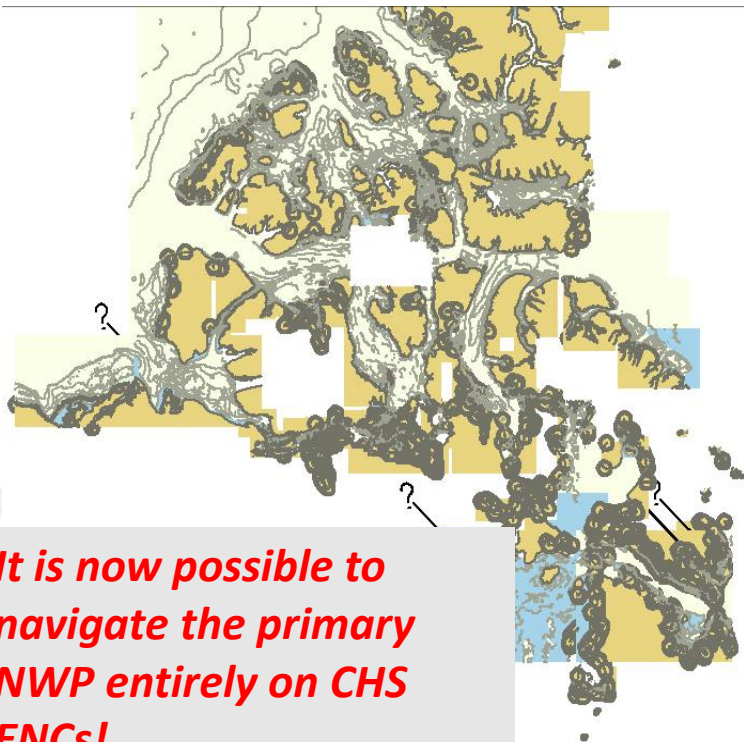 ?
?
?
It is now possible to
navigate the primary
NWP entirely on CHS
ENCs!